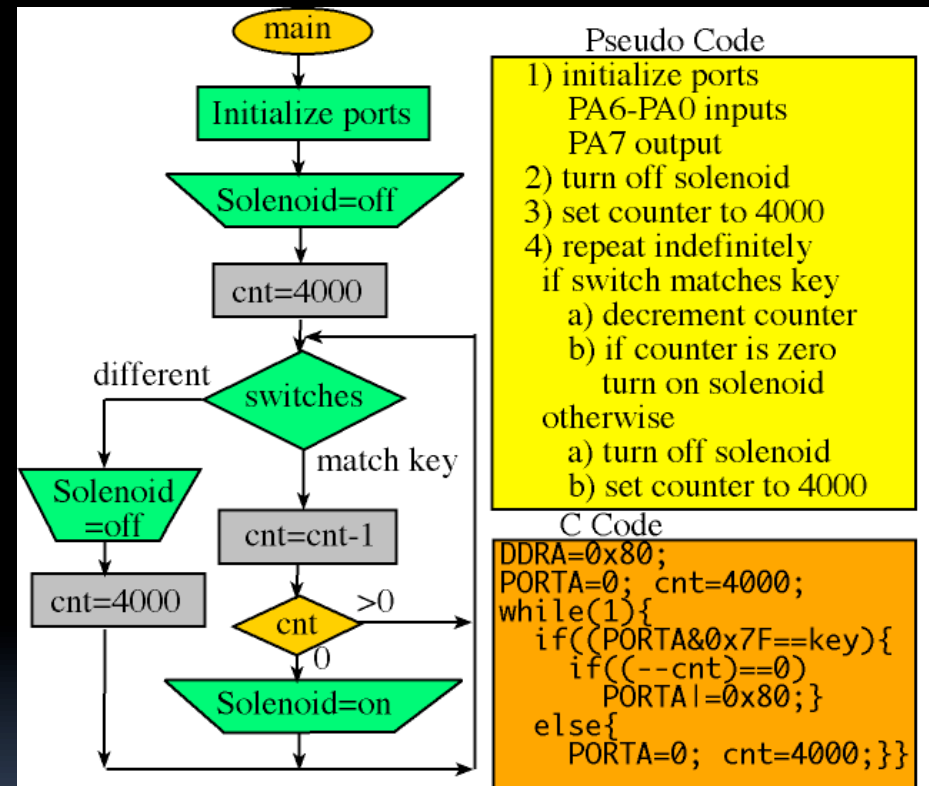 main
Initialize ports
Solenoid=off
cnt=4000
switches
different
match key
Solenoid
=off
cnt=4000
cnt=cnt-1
cnt
>0
0
Solenoid=on
Pseudo Code
1) initialize ports
PA6-PA0 inputs
PA7 output
2) turn off solenoid
3) set counter to 4000
4) repeat indefinitely
if switch matches key
a) decrement counter
b) if counter is zero
turn on solenoid
otherwise
a) turn off solenoid
b) set counter to 4000
C Code
DDRA=0x80;
PORTA=0; cnt=4000;
while(1){
if((PORTA&0x7F==key){
if((--cnt)==0)
PORTA|=0x80;}
else{
PORTA=0; cnt=4000;}}